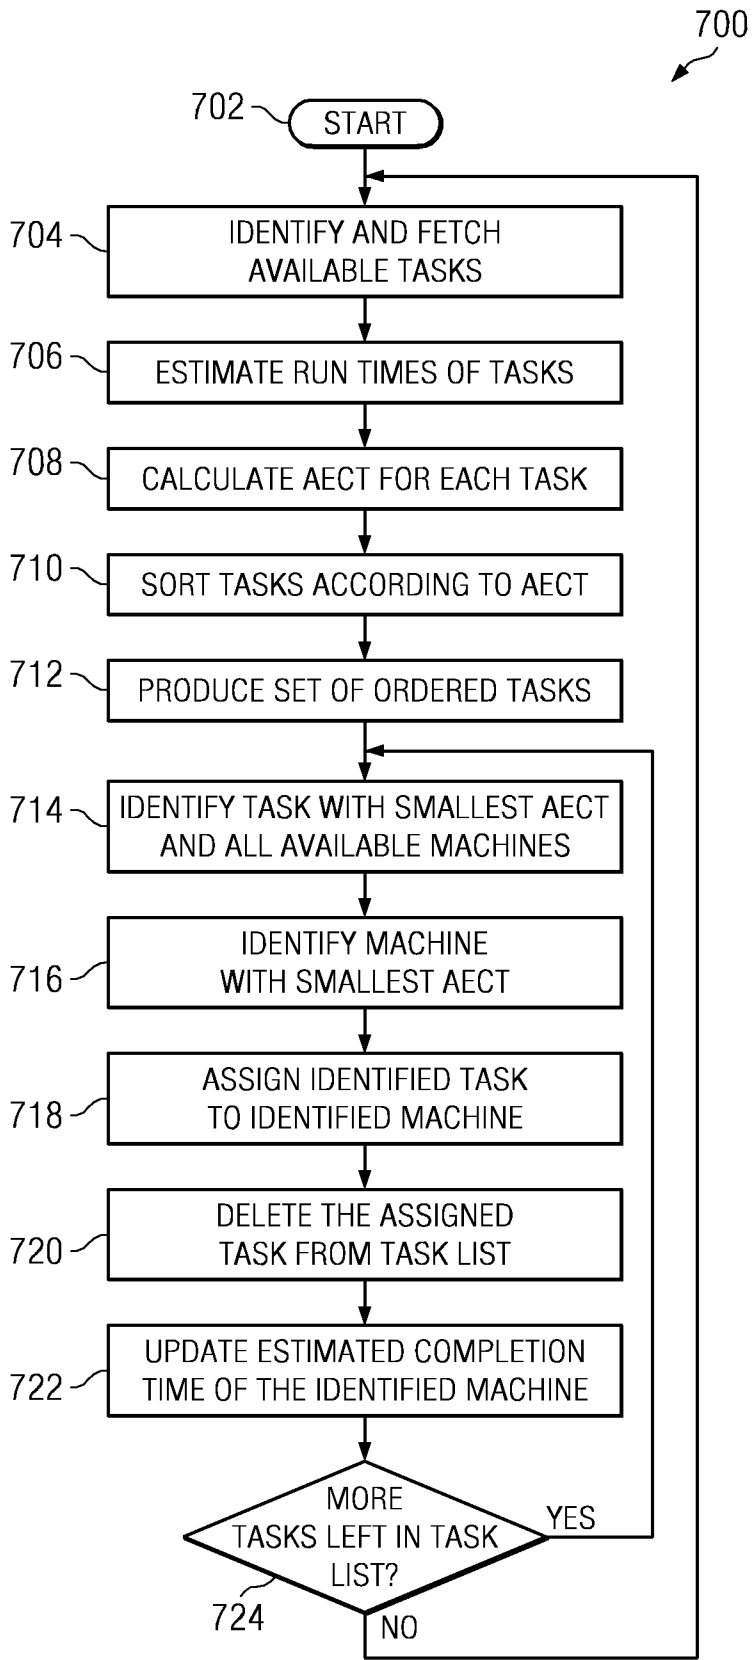 700
702
START
704
IDENTIFY AND FETCH
AVAILABLE TASKS
706
ESTIMATE RUN TIMES OF TASKS
708
CALCULATE AECT FOR EACH TASK
710
SORT TASKS ACCORDING TO AECT
712
PRODUCE SET OF ORDERED TASKS
714
IDENTIFY TASK WITH SMALLEST AECT
AND ALL AVAILABLE MACHINES
716
IDENTIFY MACHINE
WITH SMALLEST AECT
718
ASSIGN IDENTIFIED TASK
TO IDENTIFIED MACHINE
720
DELETE THE ASSIGNED
TASK FROM TASK LIST
722
UPDATE ESTIMATED COMPLETION
TIME OF THE IDENTIFIED MACHINE
MORE
TASKS LEFT IN TASK
LIST?
YES
724
NO